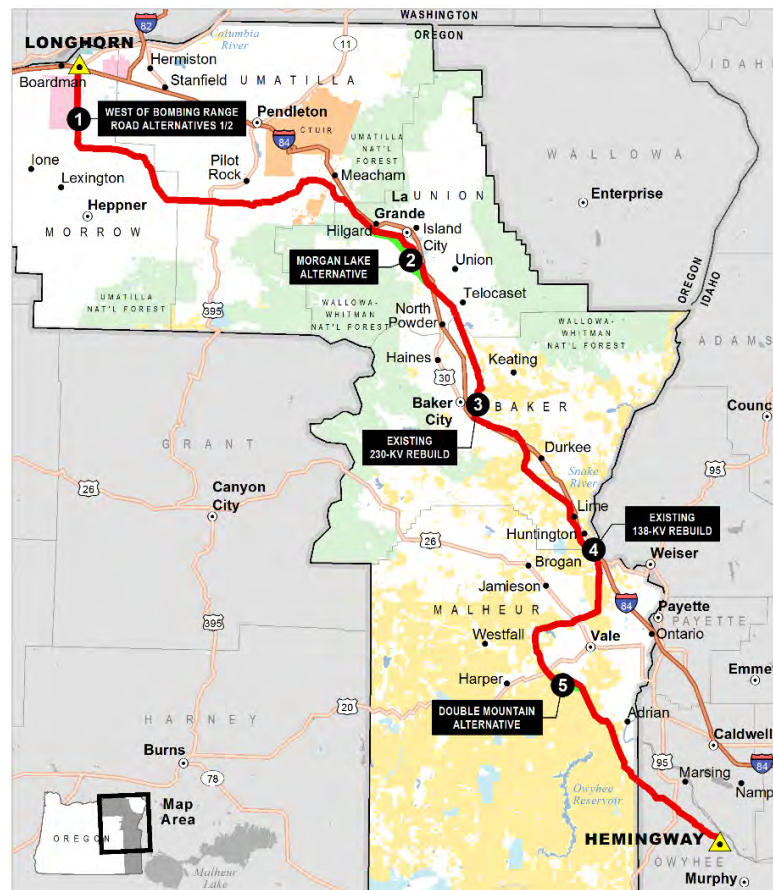 WASHINGTON
OREGON
82
Columbia
River
11
IDAHO
LONGHORN
Hermiston
Boardman
Stanfield
UMATILLA
WALLOWA
1
WEST OF BOMBING RANGE
ROAD ALTERNATIVES 1/2
Pendleton
CTUIR
84
UMATILLA
NAT'L FOREST
Ione
Lexington
Pilot
Rock
Meacham
Heppner
La
Grande
UNION
Enterprise
MORROW
Hilgard
Island
City
OREGON
IDAHO
MORGAN LAKE
ALTERNATIVE
2
Union
Telocaset
UMATILLA
NAT'L FOREST
395
WALLOWA-
WHITMAN
NAT'L FOREST
North
Powder
WALLOWA-
WHITMAN
NAT'L FOREST
ADAMS
Haines
30
Keating
Baker
City
3
BAKER
Counc
EXISTING
230-KV REBUILD
GRANT
Durkee
Snake
River
95
26
Canyon
City
Lime
EXISTING
138-KV REBUILD
Huntington
4
26
Weiser
Brogan
Jamieson
84
Payette
PAYETTE
MALHEUR
395
Westfall
Vale
Ontario
Harper
5
Emme
HARNEY
20
DOUBLE MOUNTAIN
ALTERNATIVE
Adrian
Caldwell
Burns
95
84
78
Marsing
Namp
Map
Area
OREGON
Owyhee
Reservoir
HEMINGWAY
OWYHEE
Malheur
Lake
Murphy